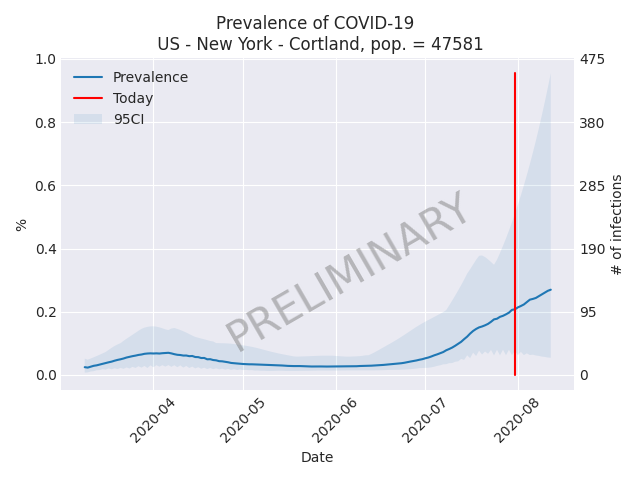 Prevalence of COVID-19
US - New York - Cortland, pop. = 47581
1.0
0.8
0.6
0.4
0.2
0.0
%
475
380
285
190
95
0
# of infections
Prevalence
Today
95CI
PRELIMINARY
2020-04
2020-05
2020-06
2020-07
2020-08
Date